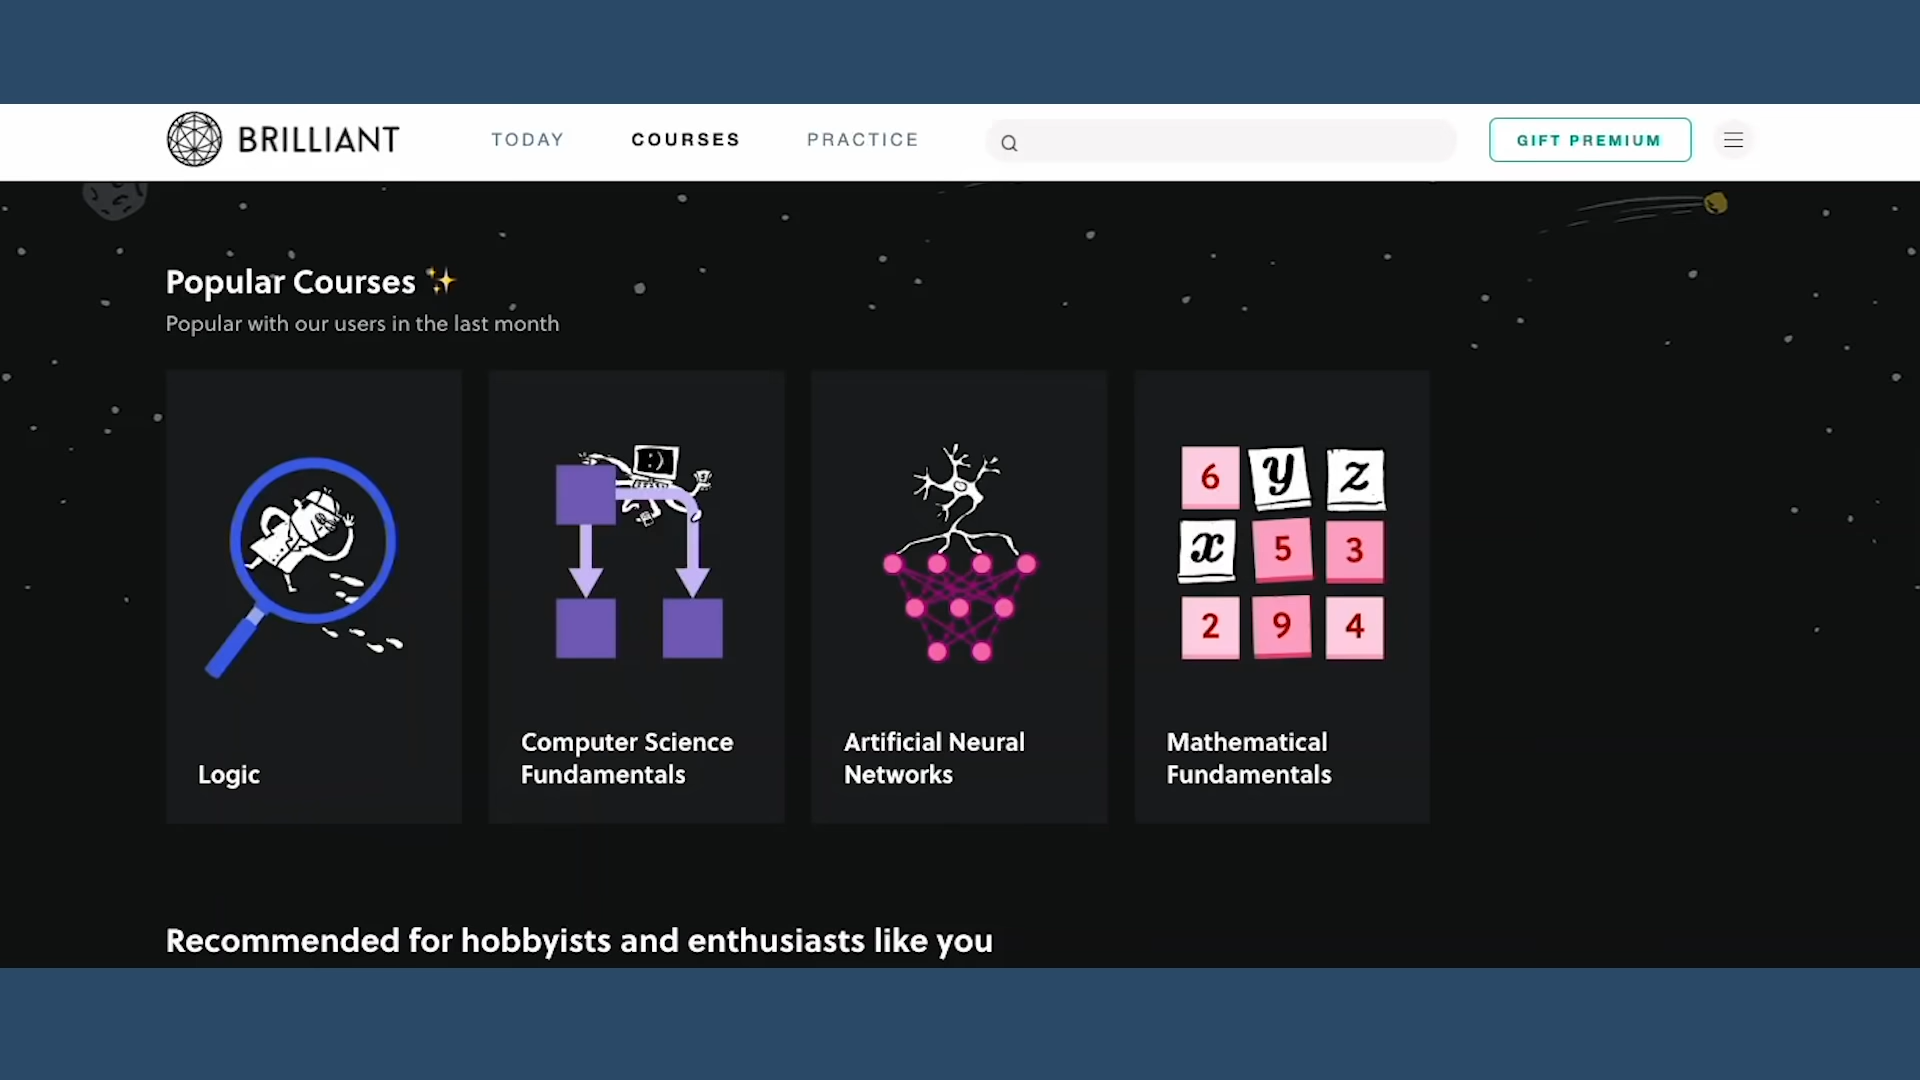 BRILLIANT
TODAY
COURSES
PRACTICE
GIFT PREMIUM
Popular Courses ✨
Popular with our users in the last month
6 y z
x 5 3
2 9 4
Logic
Computer Science
Fundamentals
Artificial Neural
Networks
Mathematical
Fundamentals
Recommended for hobbyists and enthusiasts like you